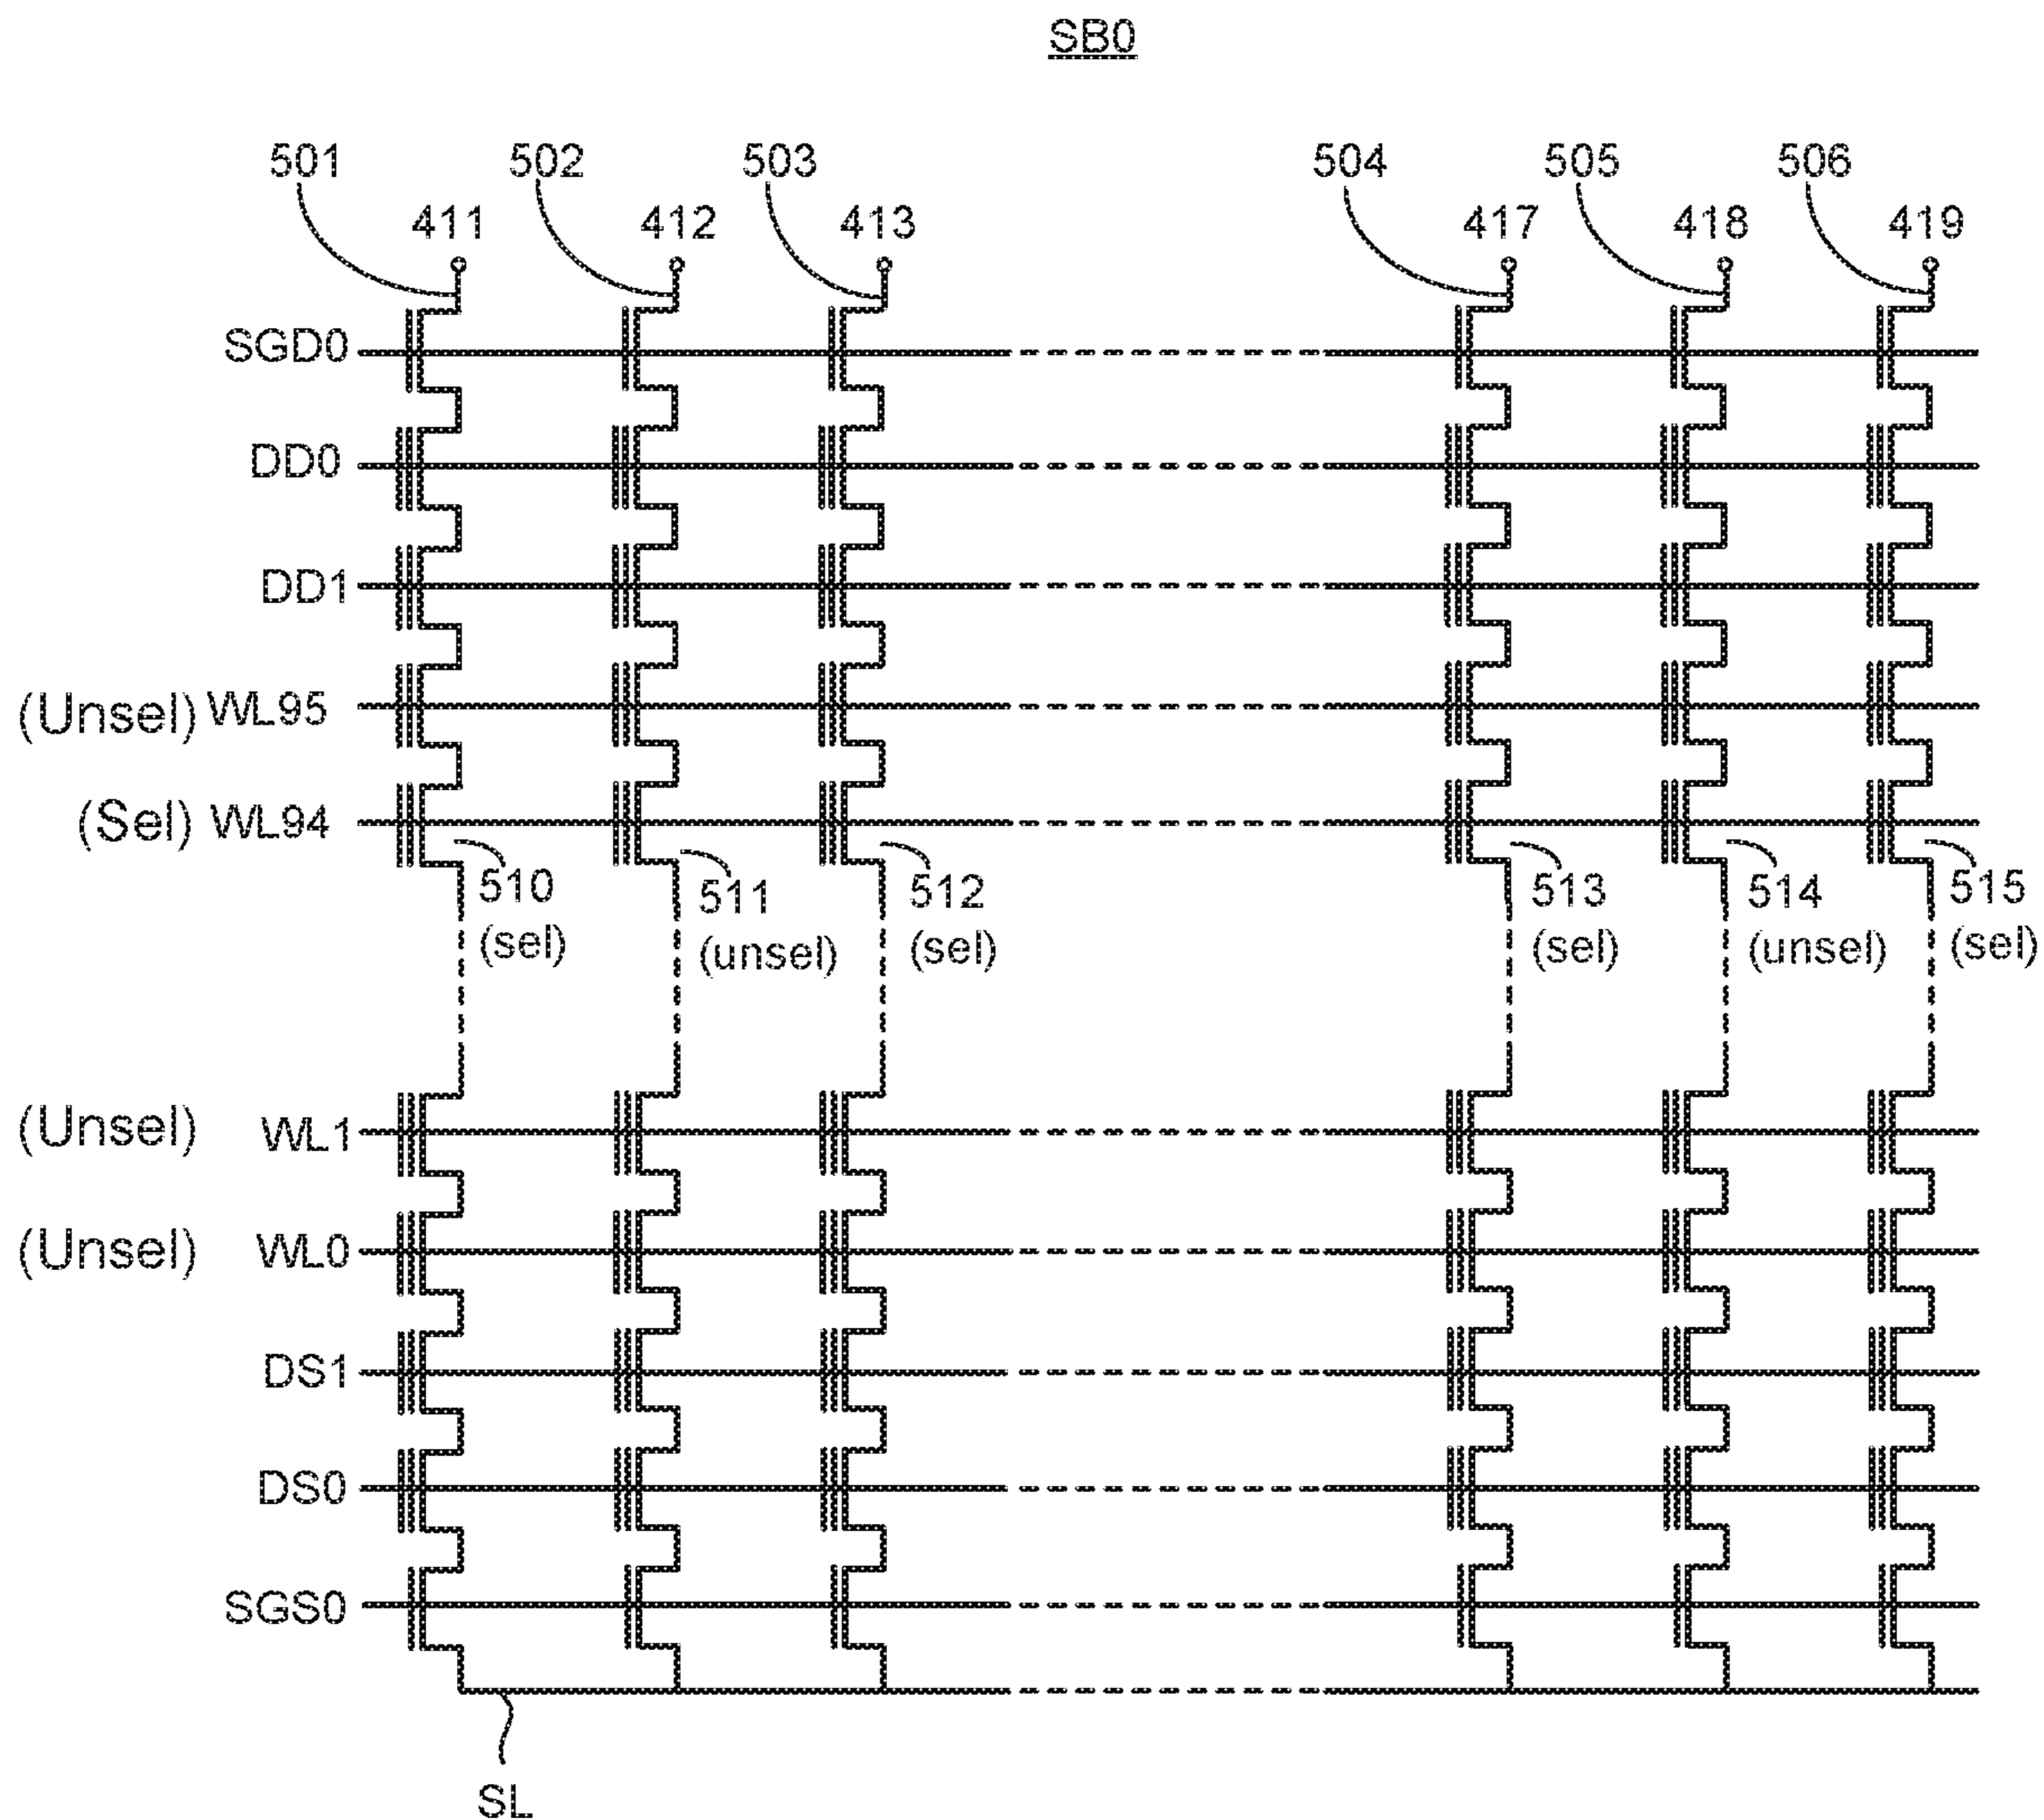 SB0
501 502 503 504 505 506
411 412 413 417 418 419
SGD0
DD0
DD1
(Unsel) WL95
(Sel) WL94
510 511 512 513 514 515
(sel) (unsel) (sel) (sel) (unsel) (sel)
(Unsel) WL1
(Unsel) WL0
DS1
DS0
SGS0
SL